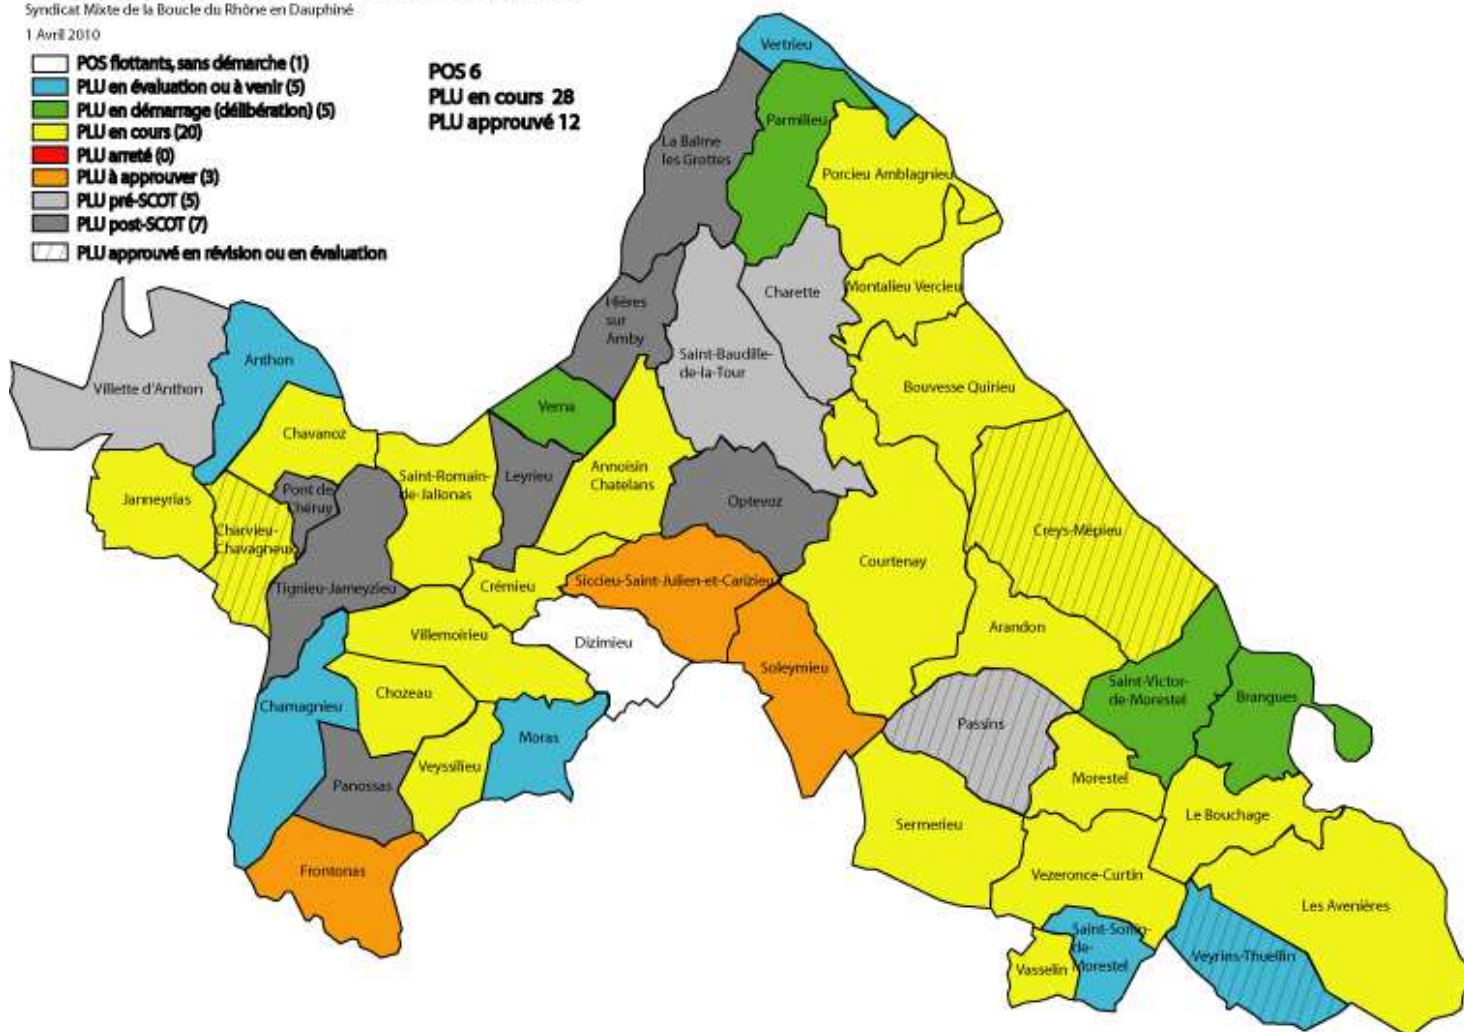 Syndicat Mixte de la Boucle du Rhône en Dauphiné
1 Avril 2010
POS flottants, sans démarche (1)
PLU en évaluation ou à venir (5)
PLU en démarrage (délibération) (5)
PLU en cours (20)
PLU arreté (0)
PLU à approuver (3)
PLU pré-SCOT (5)
PLU post-SCOT (7)
PLU approuvé en révision ou en évaluation
POS 6
PLU en cours 28
PLU approuvé 12
Vertrieu
Parmilieu
La Balme
les Grottes
Porcieu Amblagnieu
Charette
Montalieu Vercieu
Hières
sur
Amby
Saint-Baudille-
de-la-Tour
Anthon
Villette d'Anthon
Bouvesse Quirieu
Verna
Chavanoz
Janneyrias
Pont de
Chéruy
Saint-Romain-
de-Jalionas
Leyrieu
Annoisin
Chatelans
Optevoz
Charvieu-
Chavagneux
Creys-Mépieu
Courtenay
Tignieu-Jameyzieu
Crémieu
Siccieu-Saint-Julien-et-Carizieu
Villemoirieu
Dizimieu
Arandon
Soleymieu
Saint-Victor-
de-Morestel
Brangues
Chozeau
Chamagnieu
Passins
Moras
Veyssilieu
Panossas
Morestel
Le Bouchage
Sermerieu
Frontonas
Vezeronce-Curtin
Les Avenières
Saint-Sorlin-
de-
Morestel
Vasselin
Veyrins-Thuellin